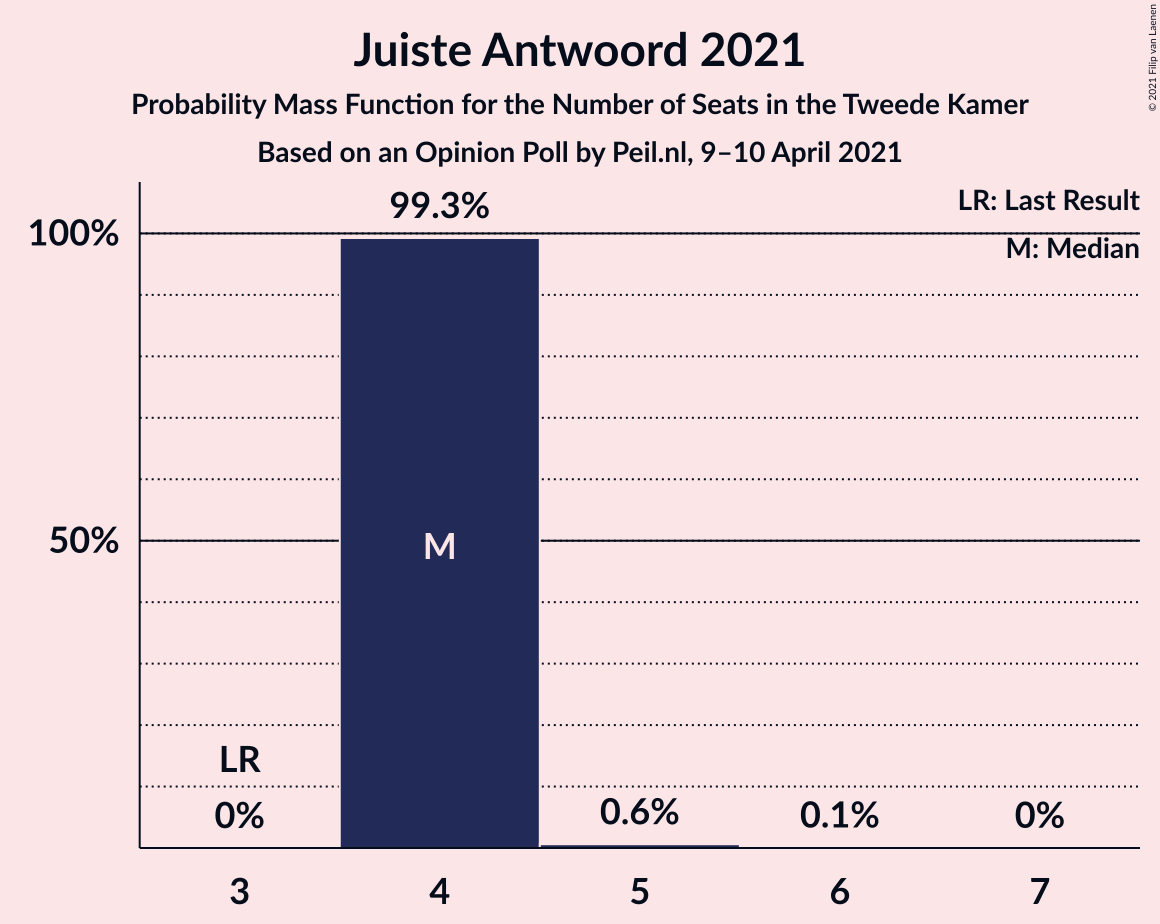 Juiste Antwoord 2021
Probability Mass Function for the Number of Seats in the Tweede Kamer
Based on an Opinion Poll by Peil.nl, 9–10 April 2021
© 2021 Filip van Laenen
LR: Last Result
M: Median
100%
50%
99.3%
M
LR
0%
0.6%
0.1%
0%
3
4
5
6
7